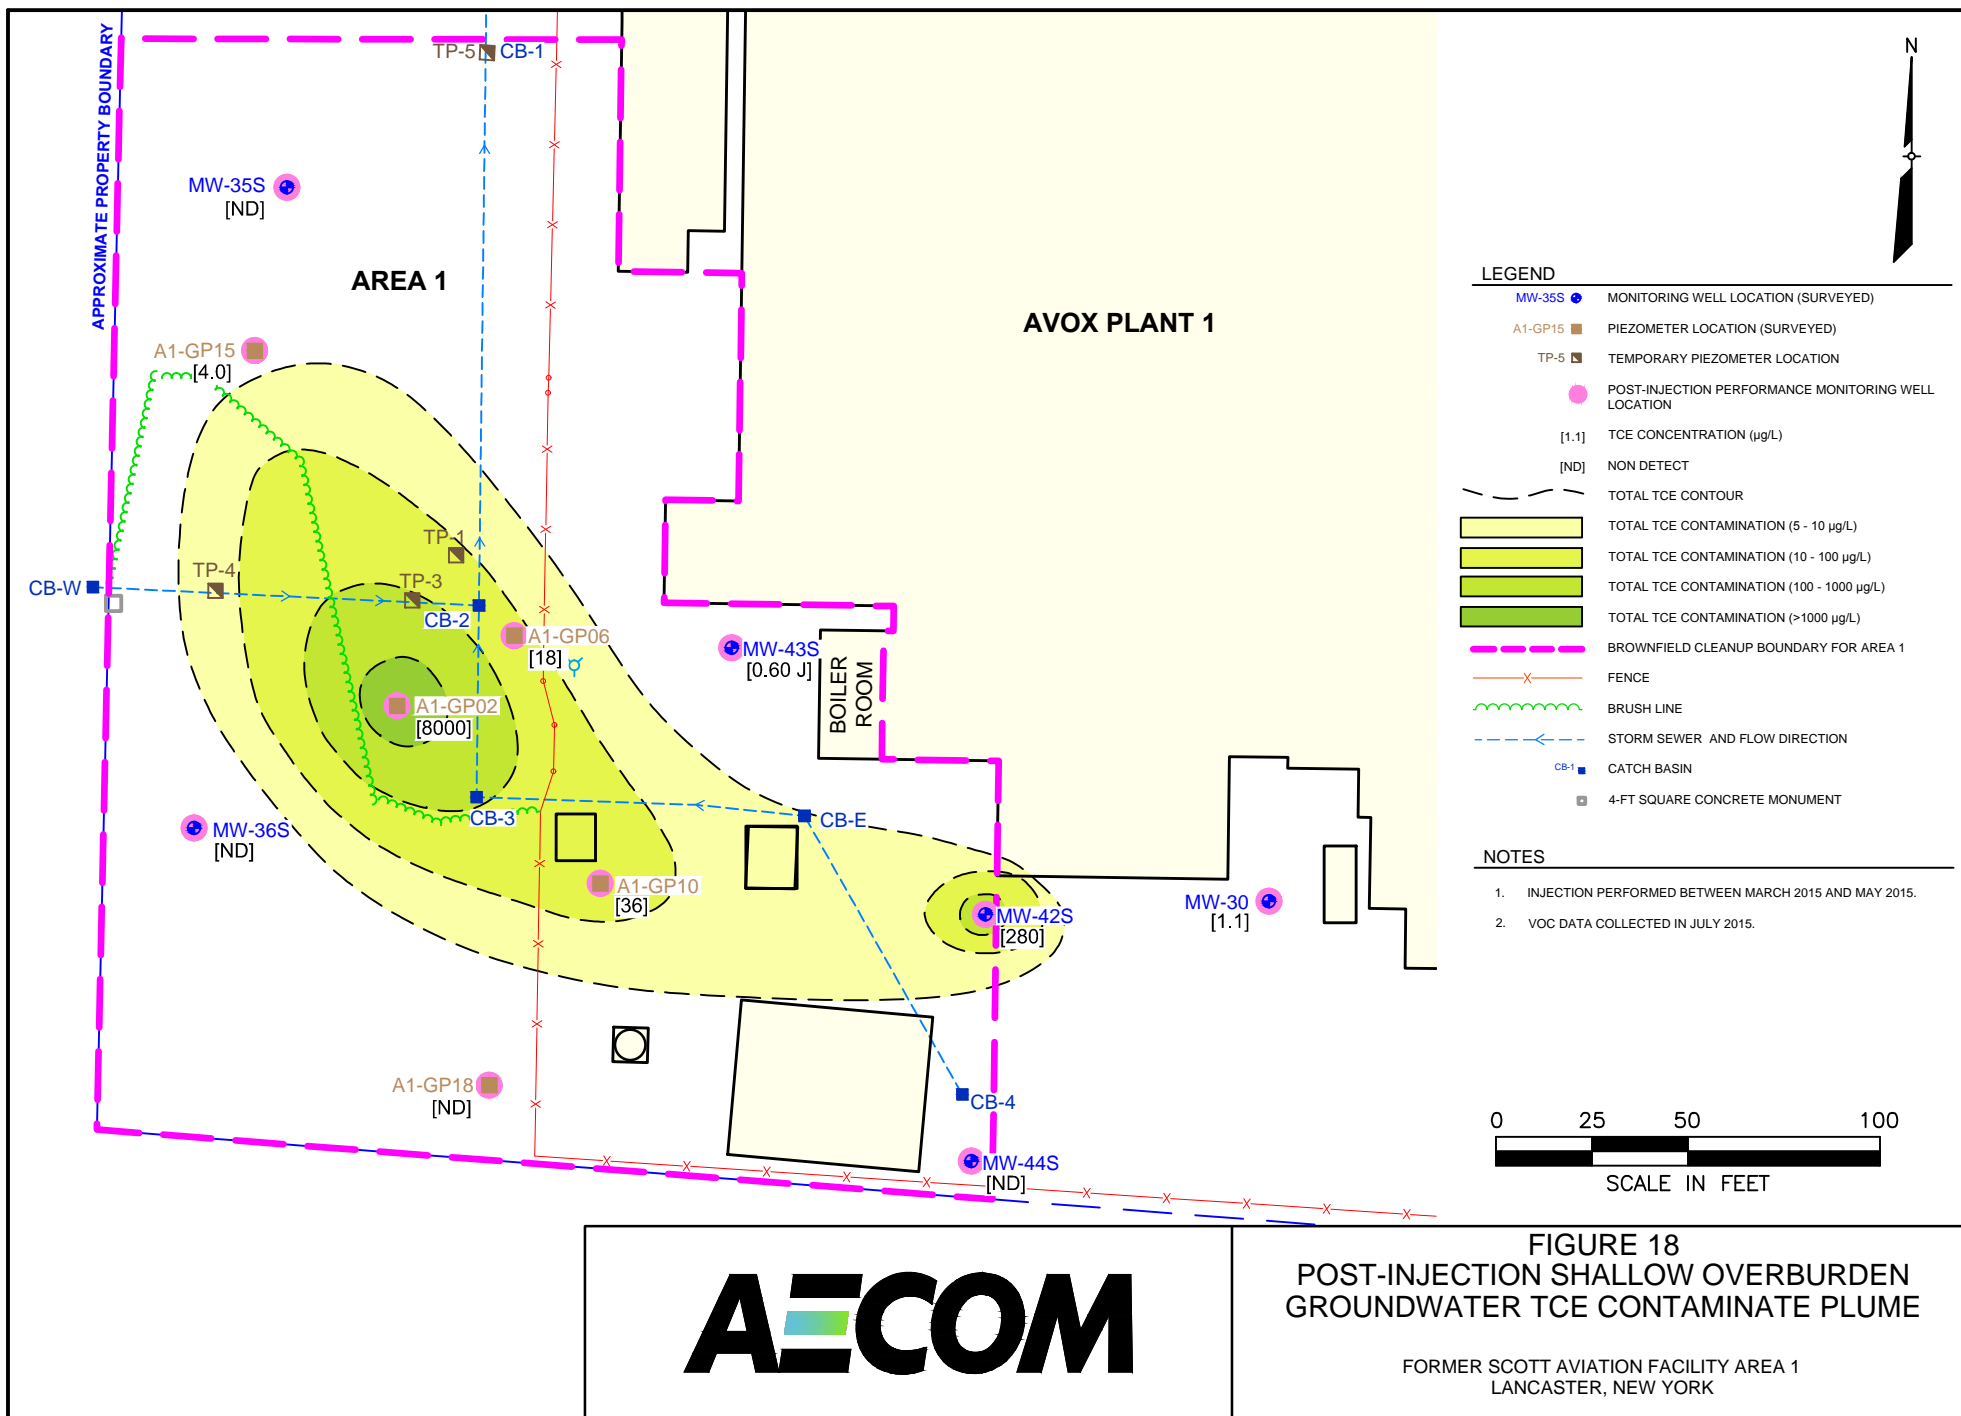 APPROXIMATE PROPERTY BOUNDARY
TP-5 CB-1
N
MW-35S
[ND]
AREA 1
AVOX PLANT 1
A1-GP15
[4.0]
TP-1
TP-4
TP-3
CB-W
CB-2
A1-GP06
[18]
MW-43S
[0.60 J]
BOILER
ROOM
A1-GP02
[8000]
CB-3
CB-E
MW-36S
[ND]
A1-GP10
[36]
MW-42S
[280]
MW-30
[1.1]
A1-GP18
[ND]
CB-4
MW-44S
[ND]
LEGEND
MW-35S MONITORING WELL LOCATION (SURVEYED)
A1-GP15 PIEZOMETER LOCATION (SURVEYED)
TP-5 TEMPORARY PIEZOMETER LOCATION
POST-INJECTION PERFORMANCE MONITORING WELL
LOCATION
[1.1] TCE CONCENTRATION (µg/L)
[ND] NON DETECT
TOTAL TCE CONTOUR
TOTAL TCE CONTAMINATION (5 - 10 µg/L)
TOTAL TCE CONTAMINATION (10 - 100 µg/L)
TOTAL TCE CONTAMINATION (100 - 1000 µg/L)
TOTAL TCE CONTAMINATION (>1000 µg/L)
BROWNFIELD CLEANUP BOUNDARY FOR AREA 1
FENCE
BRUSH LINE
STORM SEWER AND FLOW DIRECTION
CB-1 CATCH BASIN
4-FT SQUARE CONCRETE MONUMENT
NOTES
1. INJECTION PERFORMED BETWEEN MARCH 2015 AND MAY 2015.
2. VOC DATA COLLECTED IN JULY 2015.
0 25 50 100
SCALE IN FEET
AECOM
FIGURE 18
POST-INJECTION SHALLOW OVERBURDEN
GROUNDWATER TCE CONTAMINATE PLUME
FORMER SCOTT AVIATION FACILITY AREA 1
LANCASTER, NEW YORK